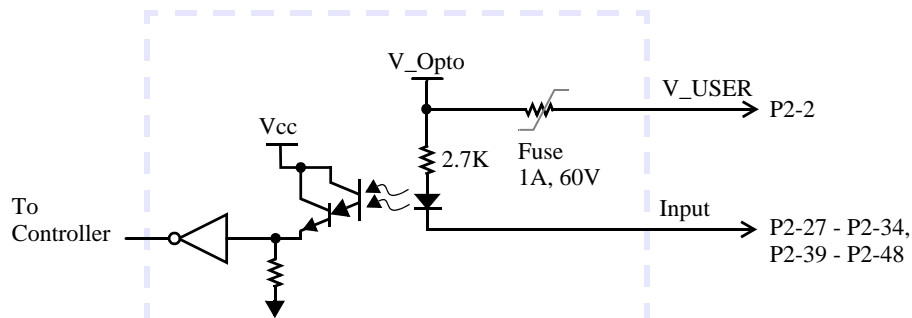 V_Opto
V_USER
P2-2
Vcc
2.7K
Fuse
1A, 60V
To
Controller
Input
P2-27 - P2-34,
P2-39 - P2-48